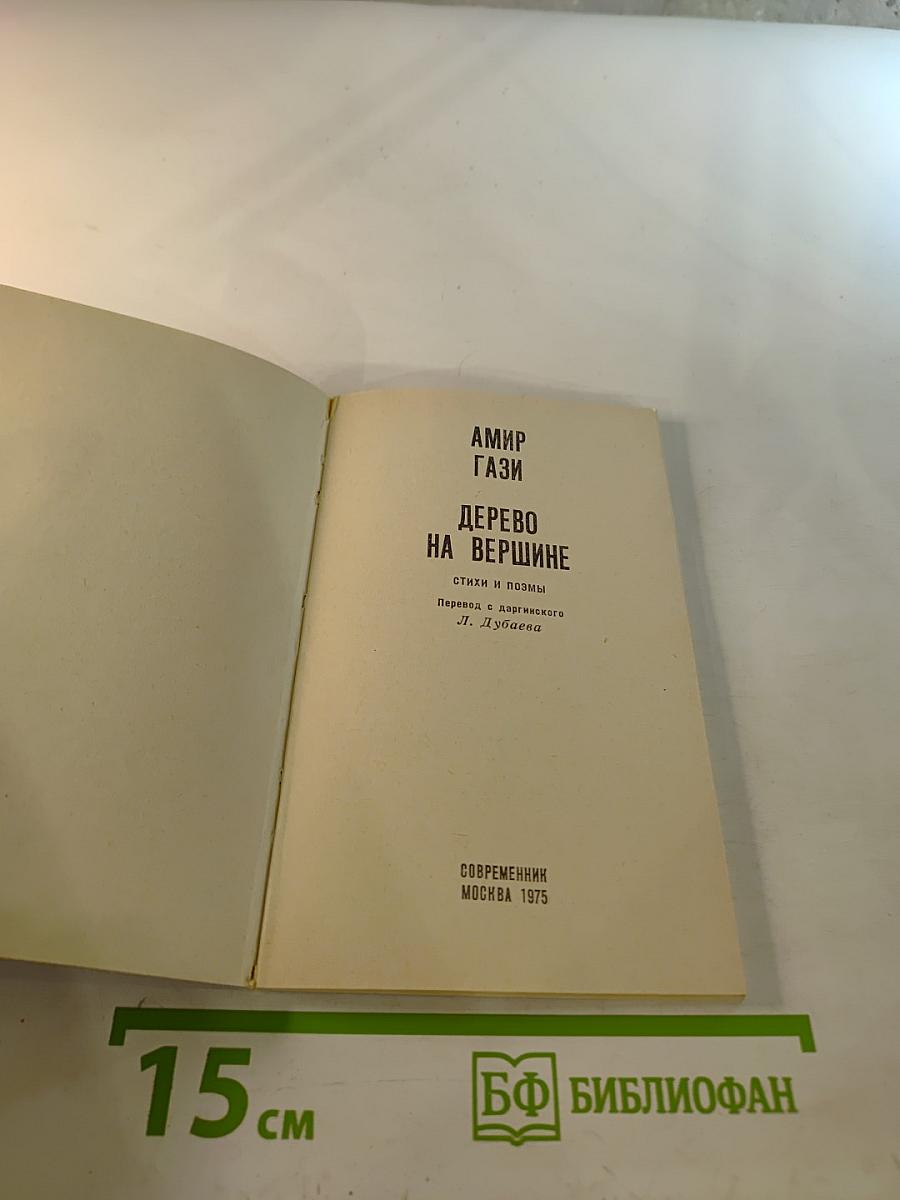 АМИР
ГАЗИ
ДЕРЕВО
НА ВЕРШИНЕ
СТИХИ И ПОЭМЫ
Перевод с даргинского
Л. Дубаева
СОВРЕМЕННИК
МОСКВА 1975
15 см
БФ БИБЛИОФАН